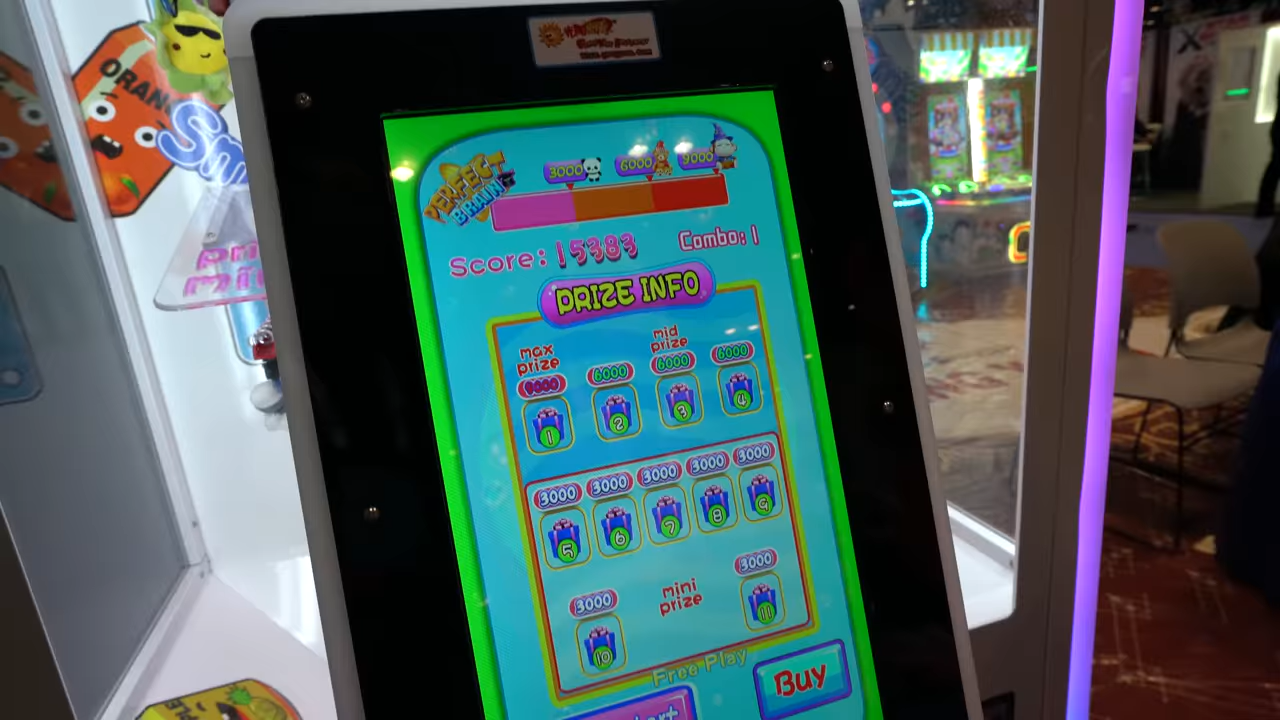 ORANG
PERFECT
BRAIN
3000
6000
9000
Score: 15383
Combo: 1
PRIZE INFO
max
prize
mid
prize
9000
6000
6000
6000
1
2
3
4
3000
3000
3000
3000
3000
5
6
7
8
9
3000
mini
prize
3000
10
11
Free Play
Buy